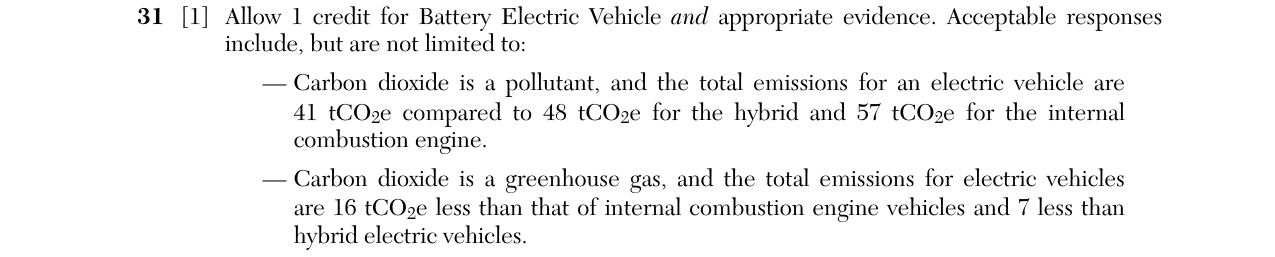 31 [1] Allow 1 credit for Battery Electric Vehicle and appropriate evidence. Acceptable responses
include, but are not limited to:
— Carbon dioxide is a pollutant, and the total emissions for an electric vehicle are
41 tCO₂e compared to 48 tCO₂e for the hybrid and 57 tCO₂e for the internal
combustion engine.
— Carbon dioxide is a greenhouse gas, and the total emissions for electric vehicles
are 16 tCO₂e less than that of internal combustion engine vehicles and 7 less than
hybrid electric vehicles.